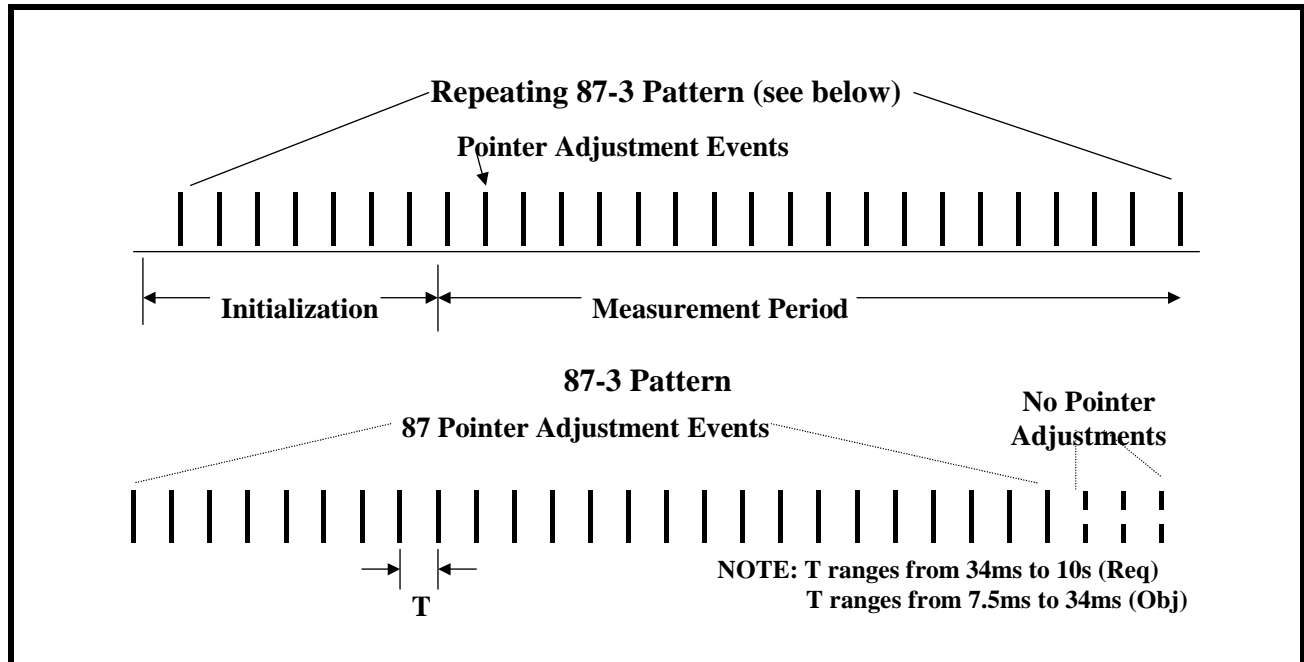 Repeating 87-3 Pattern (see below)
Pointer Adjustment Events
Initialization
Measurement Period
87-3 Pattern
87 Pointer Adjustment Events
No Pointer
Adjustments
T
NOTE: T ranges from 34ms to 10s (Req)
T ranges from 7.5ms to 34ms (Obj)